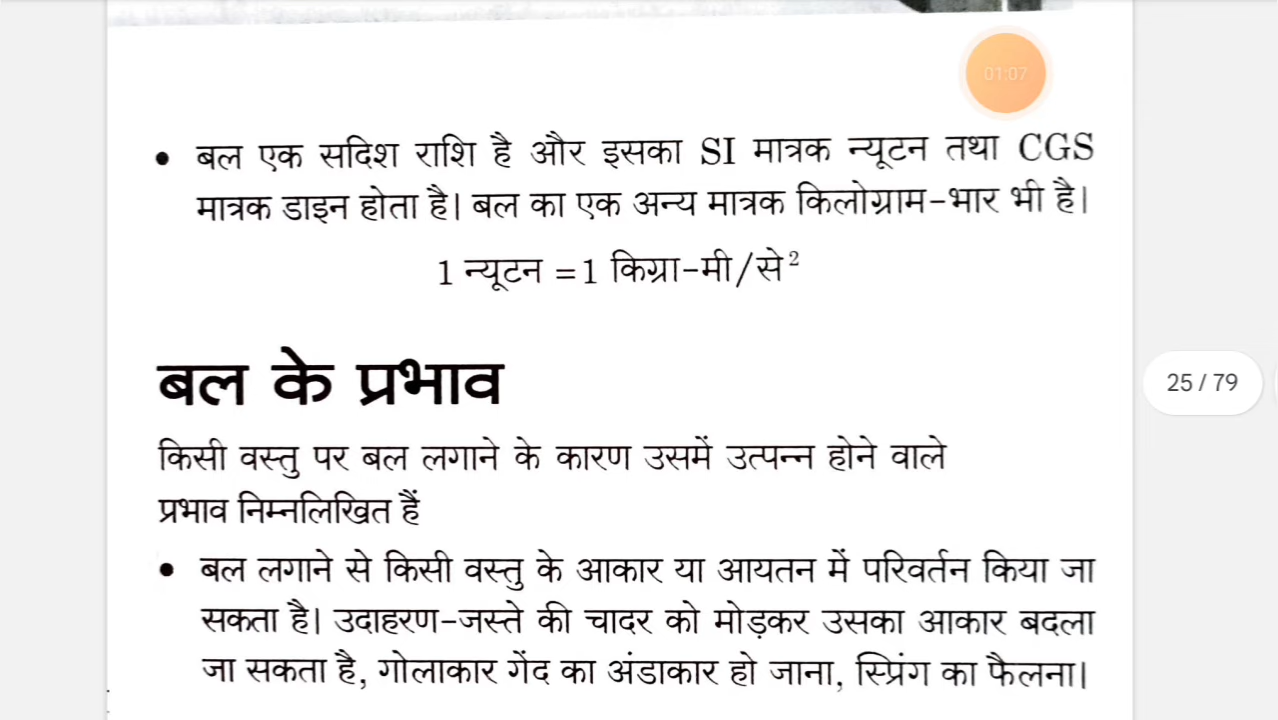 01:07
• बल एक सदिश राशि है और इसका SI मात्रक न्यूटन तथा CGS
मात्रक डाइन होता है। बल का एक अन्य मात्रक किलोग्राम-भार भी है।
1 न्यूटन = 1 किग्रा-मी/से²
बल के प्रभाव
25 / 79
किसी वस्तु पर बल लगाने के कारण उसमें उत्पन्न होने वाले
प्रभाव निम्नलिखित हैं
• बल लगाने से किसी वस्तु के आकार या आयतन में परिवर्तन किया जा
सकता है। उदाहरण-जस्ते की चादर को मोड़कर उसका आकार बदला
जा सकता है, गोलाकार गेंद का अंडाकार हो जाना, स्प्रिंग का फैलना।